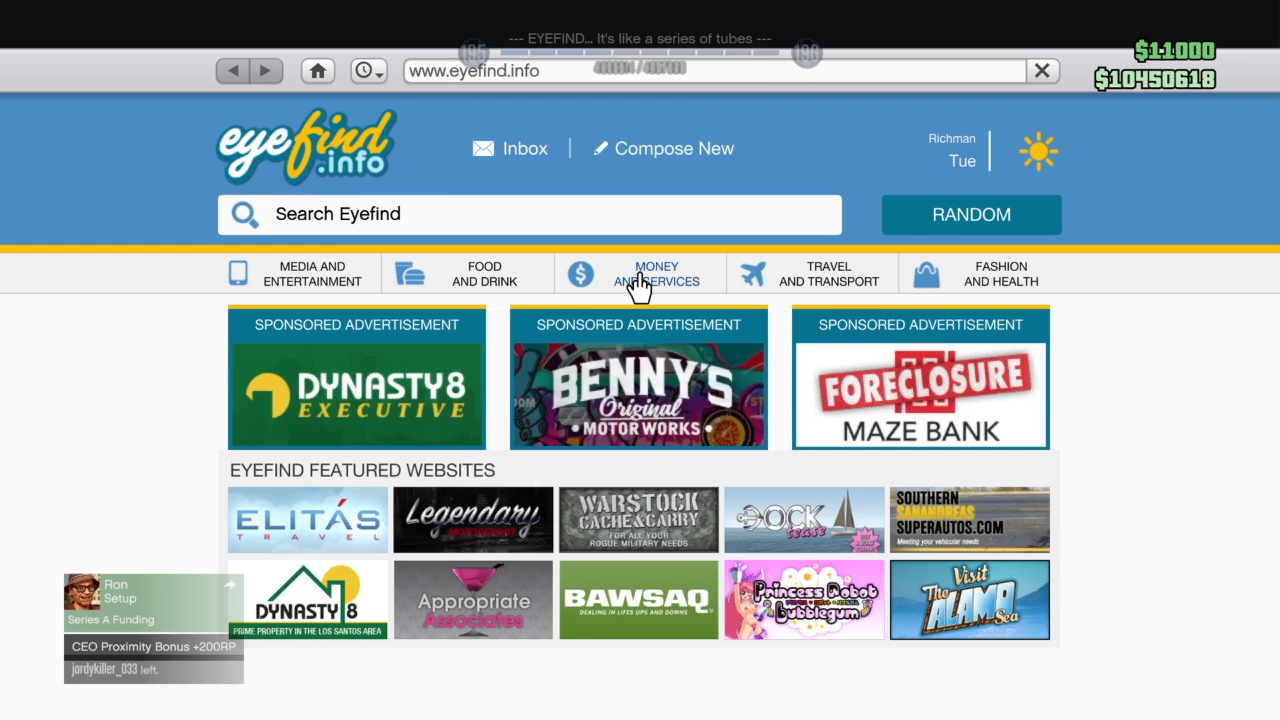 --- EYEFIND... It's like a series of tubes ---
195
196
www.eyefind.info
$11000
$10450618
eyefind
.info
Inbox
Compose New
Richman
Tue
Search Eyefind
RANDOM
MEDIA AND
ENTERTAINMENT
FOOD
AND DRINK
MONEY
AND SERVICES
TRAVEL
AND TRANSPORT
FASHION
AND HEALTH
SPONSORED ADVERTISEMENT
SPONSORED ADVERTISEMENT
SPONSORED ADVERTISEMENT
DYNASTY 8
EXECUTIVE
BENNY'S
Original
MOTOR WORKS
FORECLOSURE
MAZE BANK
EYEFIND FEATURED WEBSITES
ELITÁS
TRAVEL
Legendary
MOTORSPORT
WARSTOCK
CACHE & CARRY
FOR ALL YOUR
ROGUE MILITARY NEEDS
DOCK
tease
SOUTHERN
SANANDREAS
SUPERAUTOS.COM
Meeting your vehicular needs
DYNASTY 8
PRIME PROPERTY IN THE LOS SANTOS AREA
Appropriate
Associates
BAWSAQ
DEALING IN LIFES UPS AND DOWNS
Princess Robot
Bubblegum
Visit
The
ALAMO
Sea
Ron
Setup
Series A Funding
CEO Proximity Bonus +200RP
jordykiller_033 left.